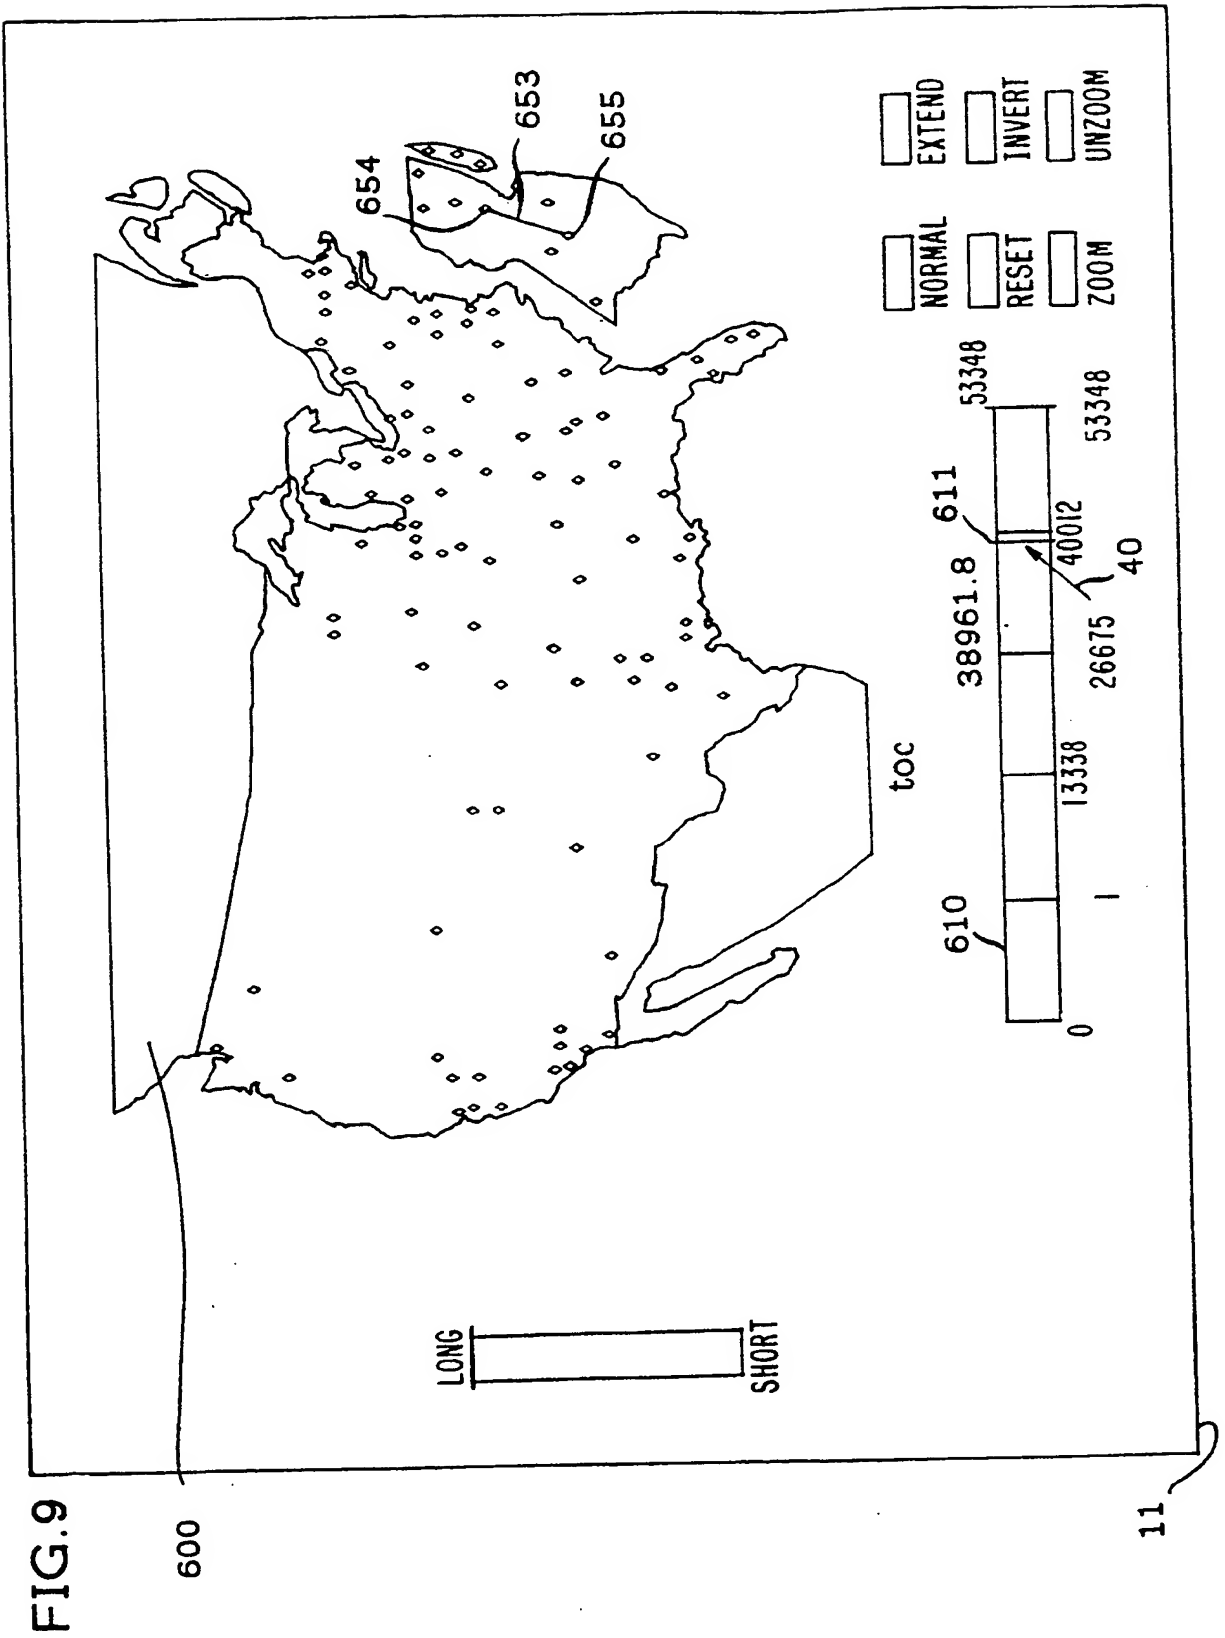 FIG.9
600
11
LONG
SHORT
654
653
655
toc
610
38961.8
611
53348
0
1
13338
26675
40012
53348
40
NORMAL
EXTEND
RESET
INVERT
ZOOM
UNZOOM